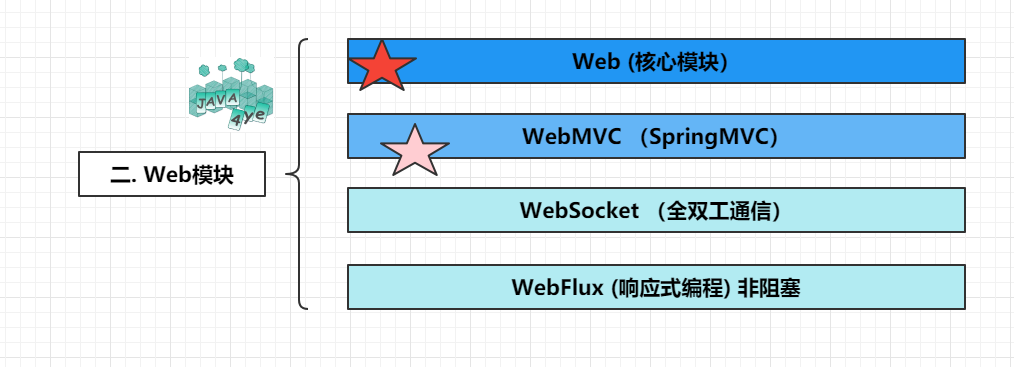 Web (核心模块)
JAVA
4ye
WebMVC （SpringMVC）
二. Web模块
WebSocket （全双工通信）
WebFlux (响应式编程) 非阻塞